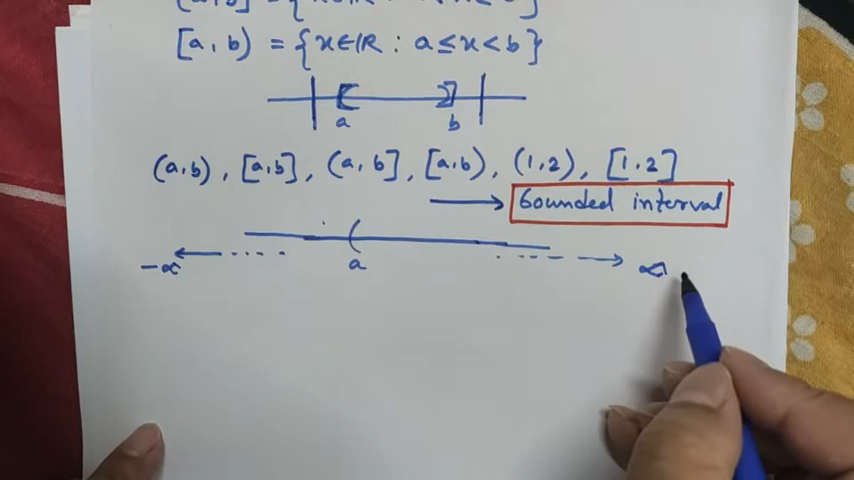 [a, b) = {x∈ℝ : a≤x<b}
a b
(a,b), [a,b], (a, b], [a,b), (1,2), [1,2]
→ bounded interval
-∞ ← .... a .... → ∞